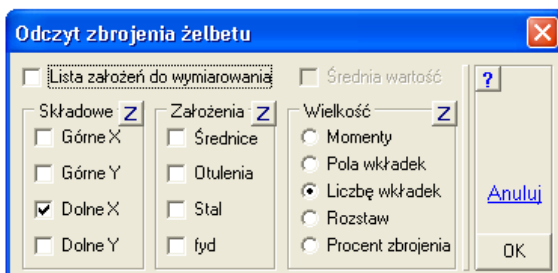 Odczyt zbrojenia żelbetu
Lista założeń do wymiarowania
Średnia wartość
?
Składowe Z
Górne X
Górne Y
Dolne X
Dolne Y
Założenia Z
Średnice
Otulenia
Stal
fyd
Wielkość Z
Momenty
Pola wkładek
Liczbę wkładek
Rozstaw
Procent zbrojenia
Anuluj
OK